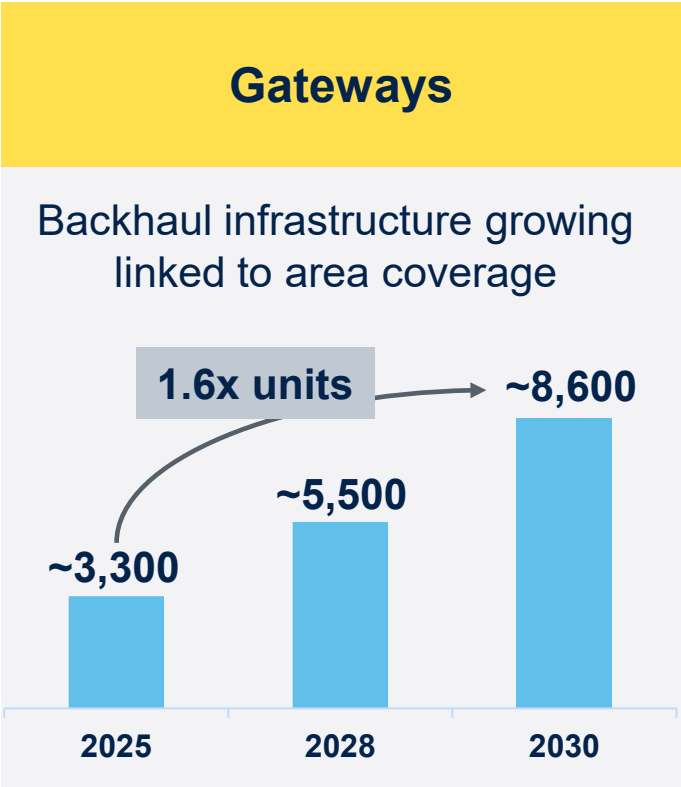 Gateways
Backhaul infrastructure growing
linked to area coverage
1.6x units
~8,600
~5,500
~3,300
2025
2028
2030